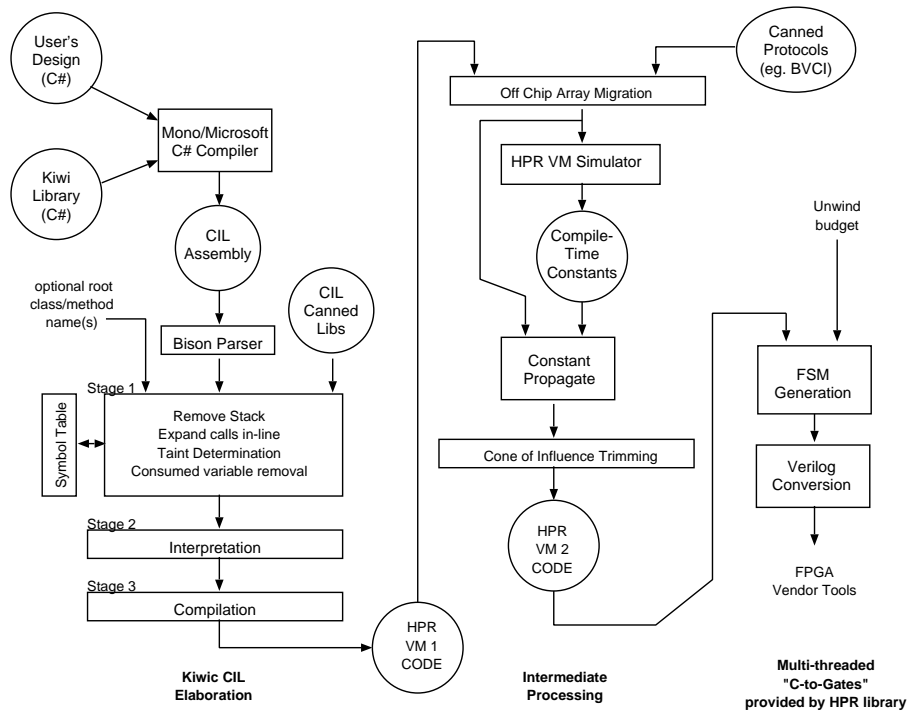 User's
Design
(C#)
Kiwi
Library
(C#)
Mono/Microsoft
C# Compiler
CIL
Assembly
optional root
class/method
name(s)
CIL
Canned
Libs
Bison Parser
Stage 1
Symbol Table
Remove Stack
Expand calls in-line
Taint Determination
Consumed variable removal
Stage 2
Interpretation
Stage 3
Compilation
HPR
VM 1
CODE
Kiwic CIL
Elaboration
Canned
Protocols
(eg. BVCI)
Off Chip Array Migration
HPR VM Simulator
Compile-
Time
Constants
Constant
Propagate
Cone of Influence Trimming
HPR
VM 2
CODE
Intermediate
Processing
Unwind
budget
FSM
Generation
Verilog
Conversion
FPGA
Vendor Tools
Multi-threaded
"C-to-Gates"
provided by HPR library